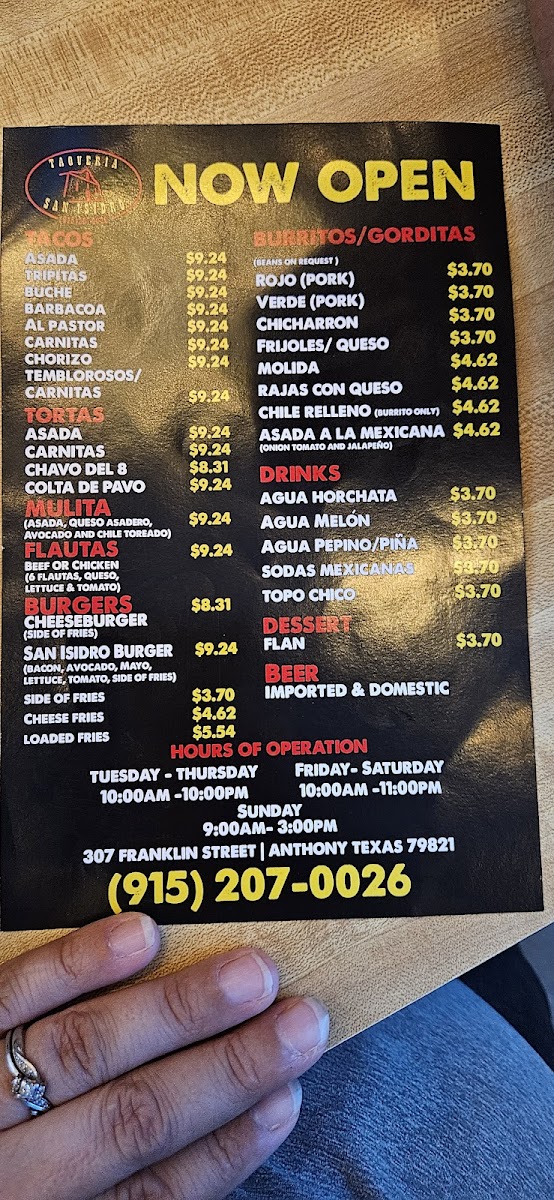 TAQUERIA
SAN ISIDRO
NOW OPEN
TACOS
ASADA $9.24
TRIPITAS $9.24
BUCHE $9.24
BARBACOA $9.24
AL PASTOR $9.24
CARNITAS $9.24
CHORIZO $9.24
TEMBLOROSOS/
CARNITAS $9.24
TORTAS
ASADA $9.24
CARNITAS $9.24
CHAVO DEL 8 $8.31
COLTA DE PAVO $9.24
MULITA $9.24
(ASADA, QUESO ASADERO,
AVOCADO AND CHILE TOREADO)
FLAUTAS $9.24
BEEF OR CHICKEN
(6 FLAUTAS, QUESO,
LETTUCE & TOMATO)
BURGERS $8.31
CHEESEBURGER
(SIDE OF FRIES)
SAN ISIDRO BURGER $9.24
(BACON, AVOCADO, MAYO,
LETTUCE, TOMATO, SIDE OF FRIES)
SIDE OF FRIES $3.70
CHEESE FRIES $4.62
LOADED FRIES $5.54
BURRITOS/GORDITAS
(BEANS ON REQUEST )
ROJO (PORK) $3.70
VERDE (PORK) $3.70
CHICHARRON $3.70
FRIJOLES/ QUESO $3.70
MOLIDA $4.62
RAJAS CON QUESO $4.62
CHILE RELLENO (BURRITO ONLY) $4.62
ASADA A LA MEXICANA $4.62
(ONION TOMATO AND JALAPEÑO)
DRINKS
AGUA HORCHATA $3.70
AGUA MELÓN $3.70
AGUA PEPINO/PIÑA $3.70
SODAS MEXICANAS $3.70
TOPO CHICO $3.70
DESSERT
FLAN $3.70
BEER
IMPORTED & DOMESTIC
HOURS OF OPERATION
TUESDAY - THURSDAY
10:00AM -10:00PM
FRIDAY- SATURDAY
10:00AM -11:00PM
SUNDAY
9:00AM- 3:00PM
307 FRANKLIN STREET | ANTHONY TEXAS 79821
(915) 207-0026